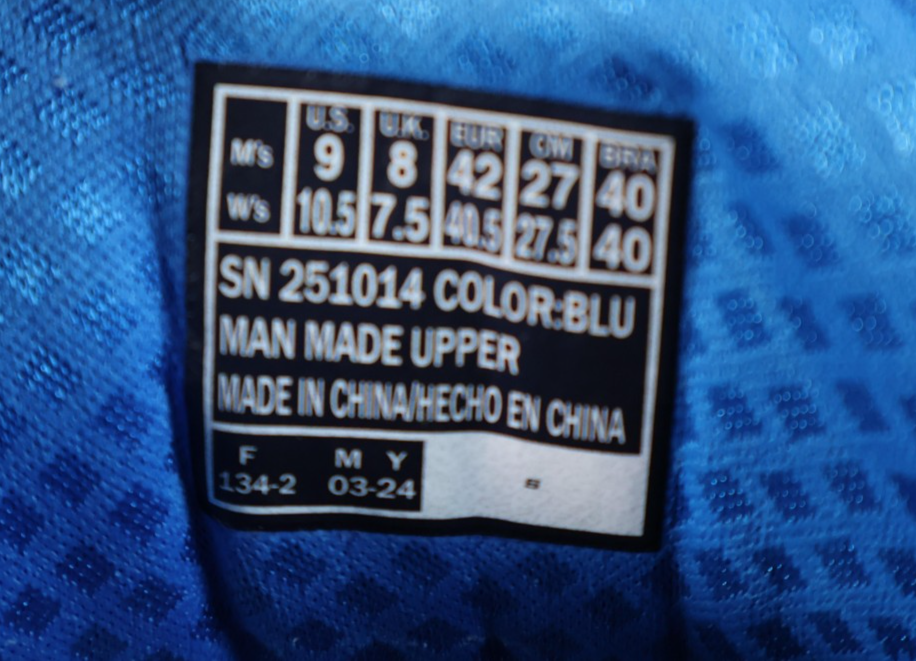 U.S. U.K. EUR CM BRA
M's 9 8 42 27 40
W's 10.5 7.5 40.5 27.5 40
SN 251014 COLOR:BLU
MAN MADE UPPER
MADE IN CHINA/HECHO EN CHINA
F M Y
134-2 03-24